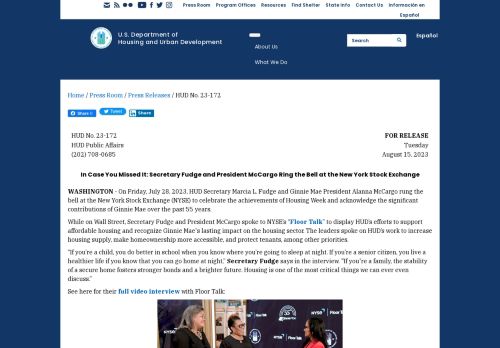 Press Room Program Offices Resources Find Shelter State Info Contact Us Información en Español
U.S. Department of
Housing and Urban Development
About Us
What We Do
Search
Español
Home / Press Room / Press Releases / HUD No. 23-172
Share 0
Tweet
Share
HUD No. 23-172
HUD Public Affairs
(202) 708-0685
FOR RELEASE
Tuesday
August 15, 2023
In Case You Missed It: Secretary Fudge and President McCargo Ring the Bell at the New York Stock Exchange
WASHINGTON - On Friday, July 28, 2023, HUD Secretary Marcia L. Fudge and Ginnie Mae President Alanna McCargo rung the
bell at the New York Stock Exchange (NYSE) to celebrate the achievements of Housing Week and acknowledge the significant
contributions of Ginnie Mae over the past 55 years.
While on Wall Street, Secretary Fudge and President McCargo spoke to NYSE's "Floor Talk" to display HUD's efforts to support
affordable housing and recognize Ginnie Mae's lasting impact on the housing sector. The leaders spoke on HUD's work to increase
housing supply, make homeownership more accessible, and protect tenants, among other priorities.
"If you're a child, you do better in school when you know where you're going to sleep at night. If you're a senior citizen, you live a
healthier life if you know that you can go home at night," Secretary Fudge says in the interview. "If you're a family, the stability
of a secure home fosters stronger bonds and a brighter future. Housing is one of the most critical things we can ever even
discuss."
See here for their full video interview with Floor Talk:
NYSE
Floor Talk
NYSE